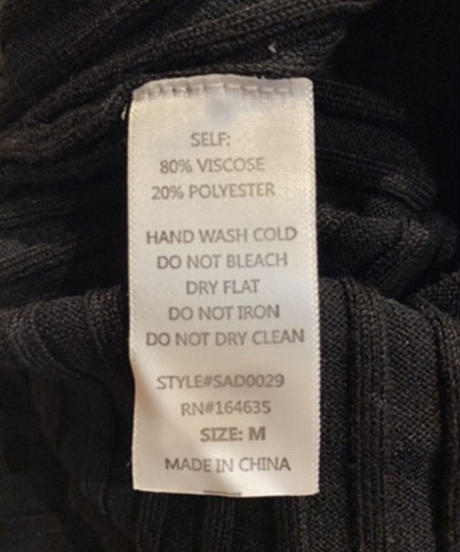 SELF:
80% VISCOSE
20% POLYESTER
HAND WASH COLD
DO NOT BLEACH
DRY FLAT
DO NOT IRON
DO NOT DRY CLEAN
STYLE#SAD0029
RN#164635
SIZE: M
MADE IN CHINA